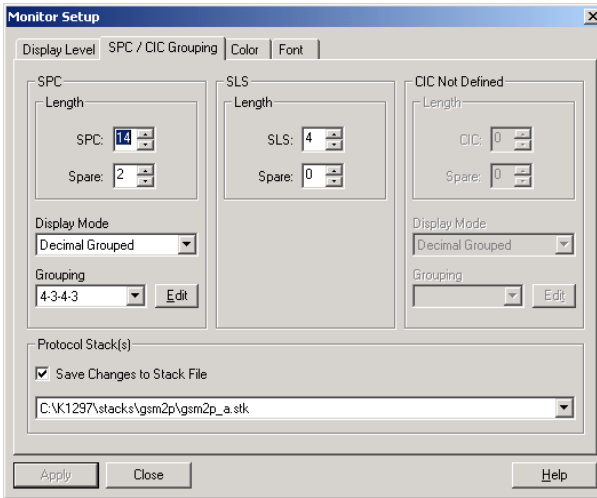 Monitor Setup
Display Level SPC / CIC Grouping Color Font
SPC SLS CIC Not Defined
Length Length Length
SPC: 14 SLS: 4 CIC: 0
Spare: 2 Spare: 0 Spare: 0
Display Mode Display Mode
Decimal Grouped Decimal Grouped
Grouping Grouping
4-3-4-3 Edit Edit
Protocol Stack(s)
Save Changes to Stack File
C:\K1297\stacks\gsm2p\gsm2p_a.stk
Apply Close Help